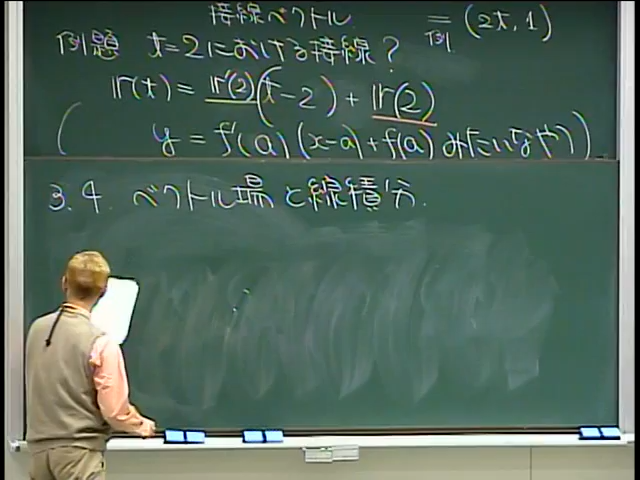 接線ベクトル = (2t, 1)
例
例題 t=2における接線?
𝕣(t) = 𝕣'(2)(t-2) + 𝕣(2)
( y = f'(a)(x-a)+f(a) みたいなやつ)
3.4. ベクトル場と線積分.